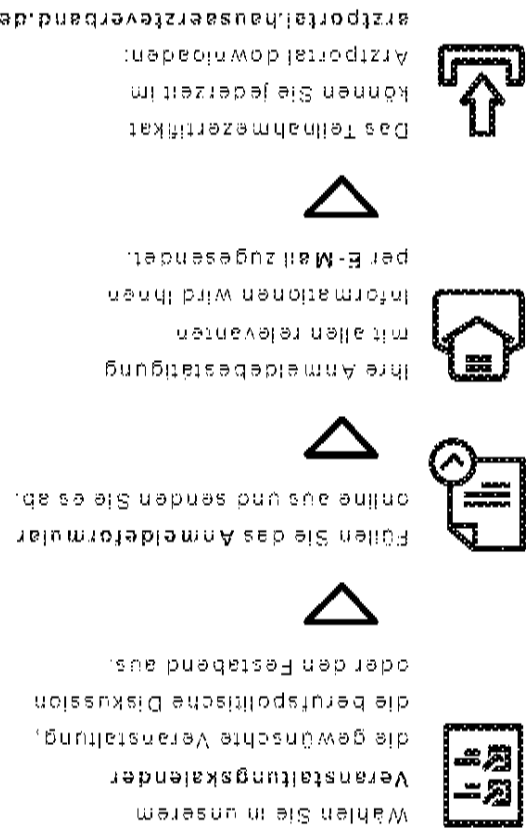 Wählen Sie in unserem
Veranstaltungskalender
die gewünschte Veranstaltung,
die berufspolitische Diskussion
oder den Festabend aus.
Füllen Sie das Anmeldeformular
online aus und senden Sie es ab.
Ihre Anmeldebestätigung
mit allen relevanten
Informationen wird Ihnen
per E-Mail zugesendet.
Das Teilnahmezertifikat
können Sie jederzeit im
Arztportal downloaden:
arztportal.hausaerzteverband.de